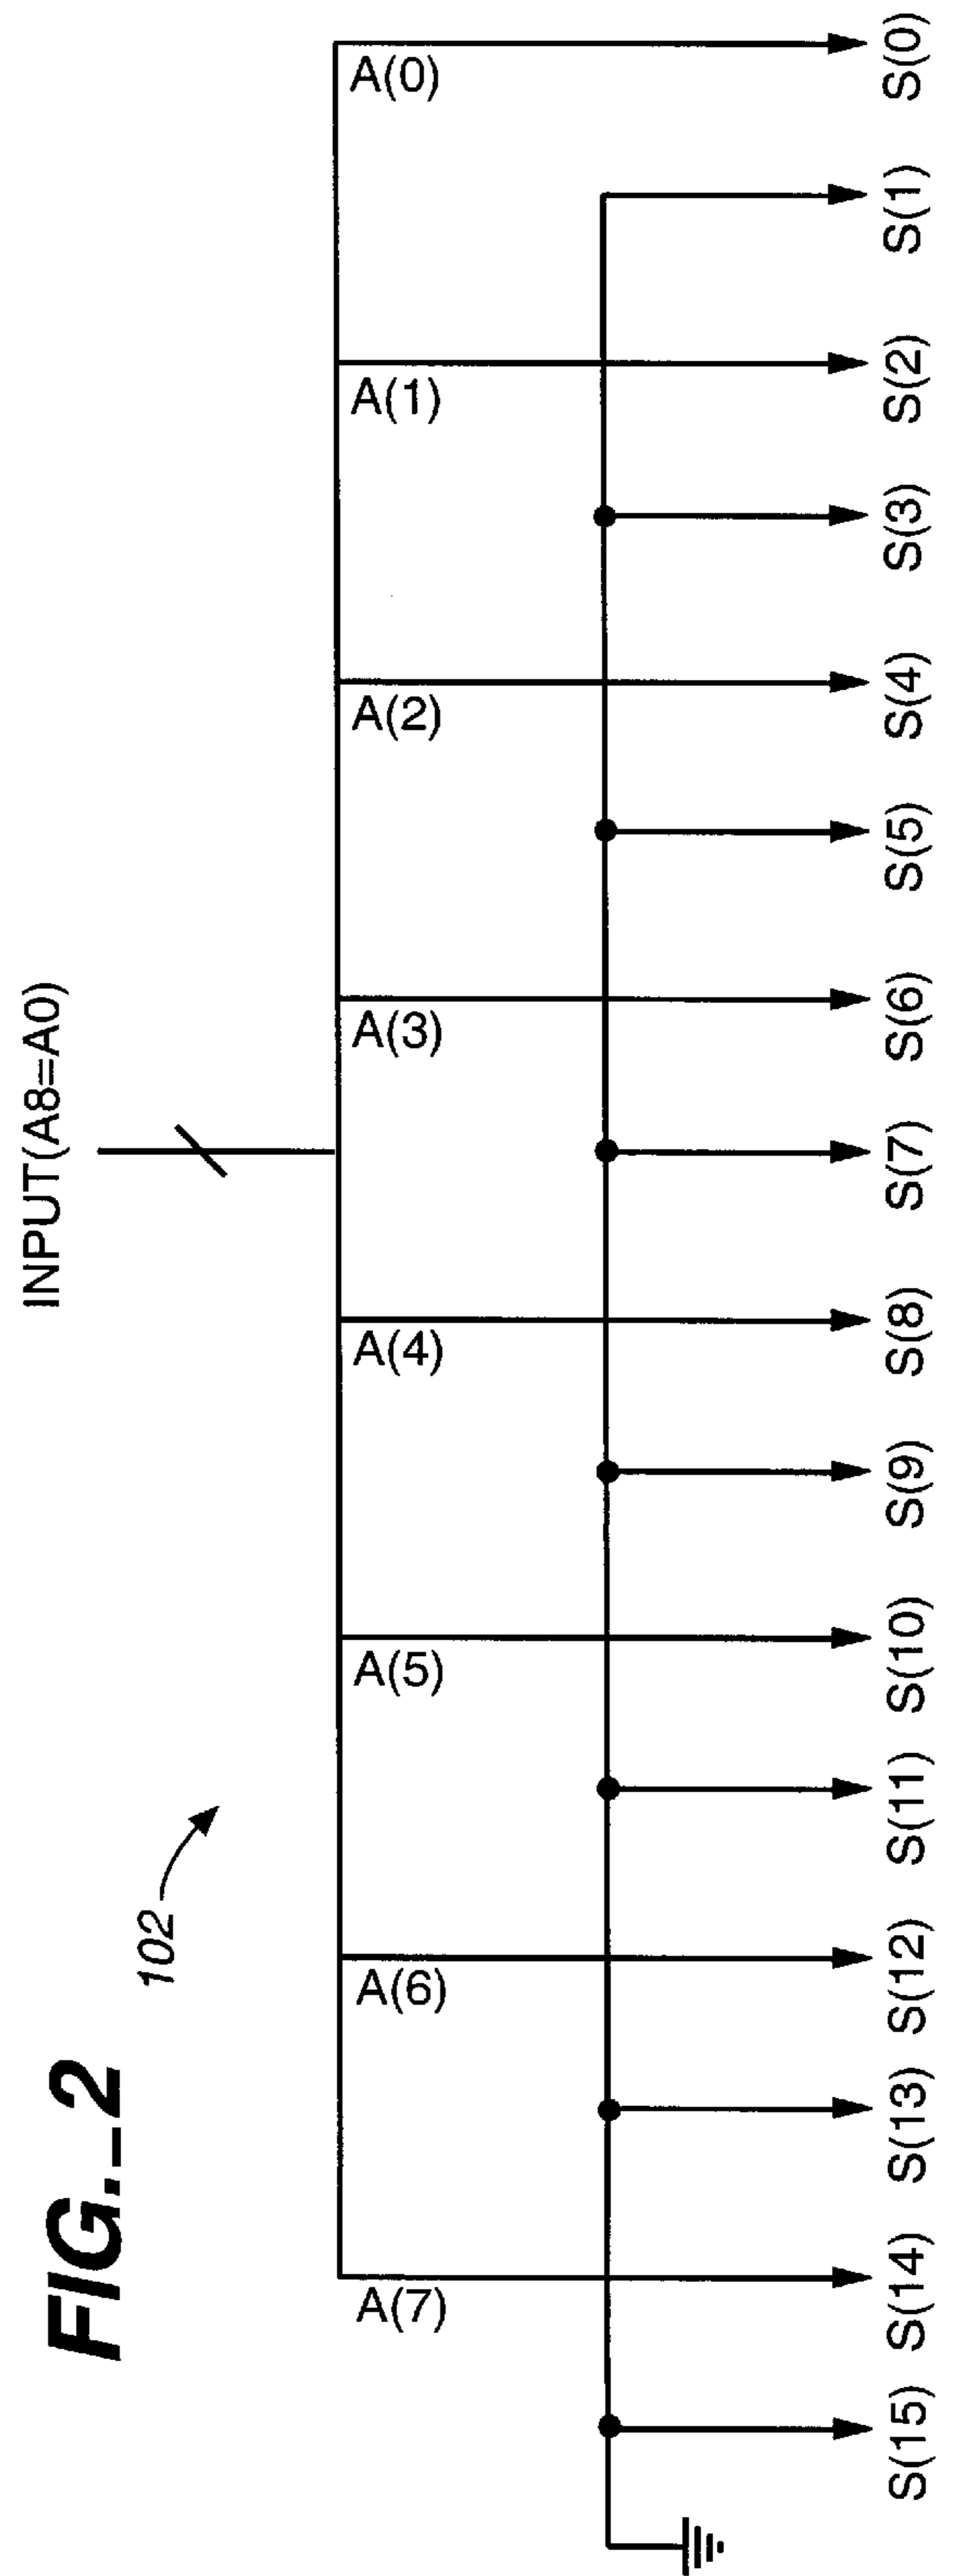 FIG._2
102
INPUT(A8=A0)
A(7)
A(6)
A(5)
A(4)
A(3)
A(2)
A(1)
A(0)
S(15)
S(14)
S(13)
S(12)
S(11)
S(10)
S(9)
S(8)
S(7)
S(6)
S(5)
S(4)
S(3)
S(2)
S(1)
S(0)